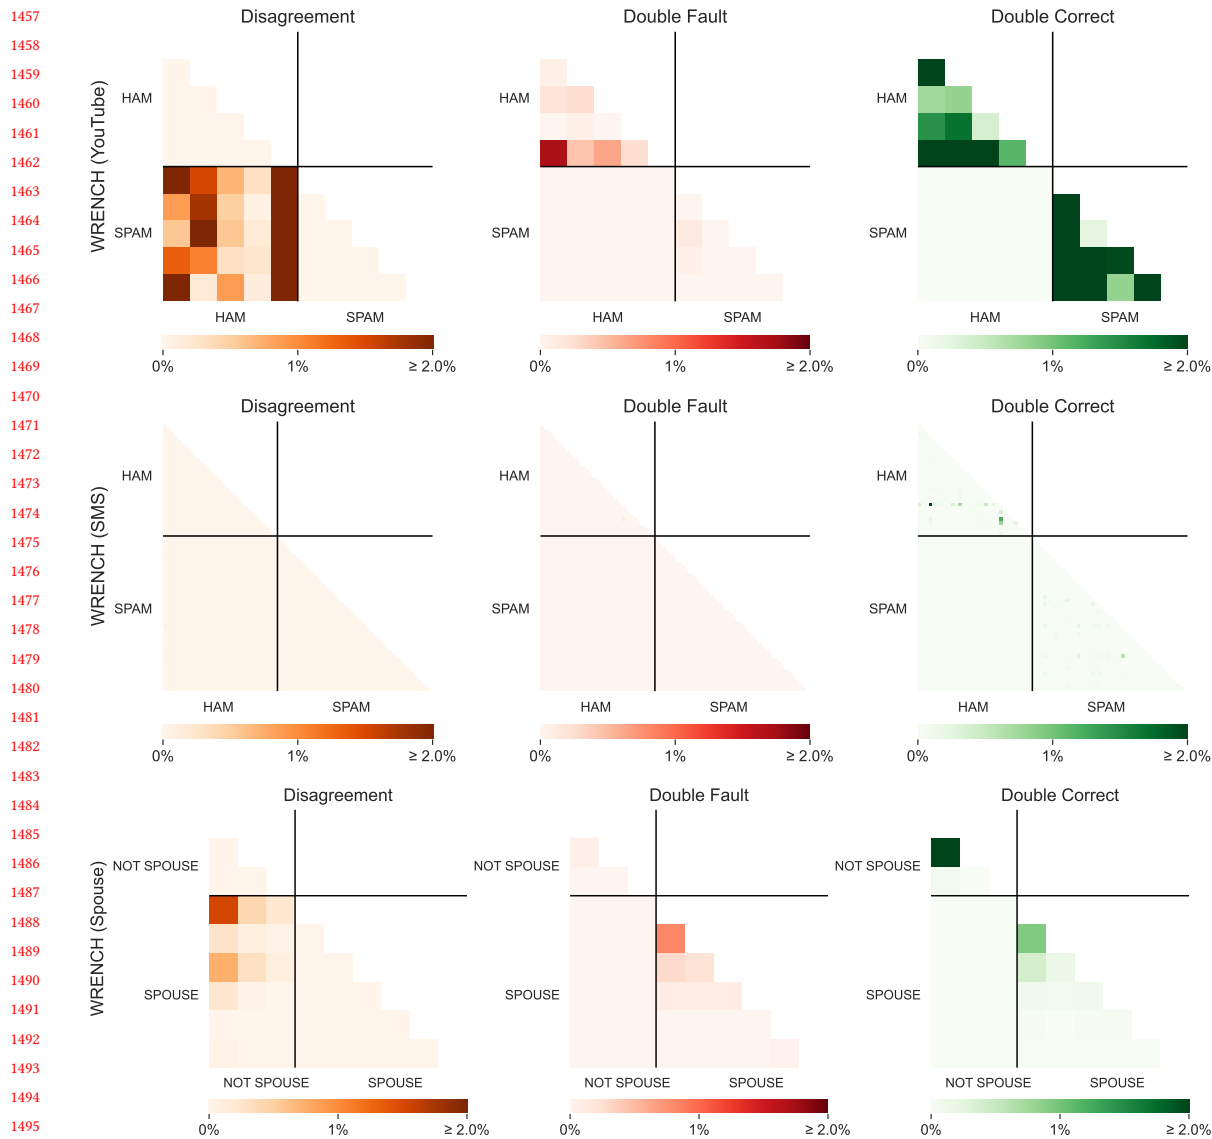 1457
1458
1459
1460
1461
1462
1463
1464
1465
1466
1467
1468
1469
1470
1471
1472
1473
1474
1475
1476
1477
1478
1479
1480
1481
1482
1483
1484
1485
1486
1487
1488
1489
1490
1491
1492
1493
1494
1495
WRENCH (YouTube)
Disagreement
HAM
SPAM
HAM SPAM
0% 1% ≥ 2.0%
Double Fault
HAM
SPAM
HAM SPAM
0% 1% ≥ 2.0%
Double Correct
HAM
SPAM
HAM SPAM
0% 1% ≥ 2.0%
WRENCH (SMS)
Disagreement
HAM
SPAM
HAM SPAM
0% 1% ≥ 2.0%
Double Fault
HAM
SPAM
HAM SPAM
0% 1% ≥ 2.0%
Double Correct
HAM
SPAM
HAM SPAM
0% 1% ≥ 2.0%
WRENCH (Spouse)
Disagreement
NOT SPOUSE
SPOUSE
NOT SPOUSE SPOUSE
0% 1% ≥ 2.0%
Double Fault
NOT SPOUSE
SPOUSE
NOT SPOUSE SPOUSE
0% 1% ≥ 2.0%
Double Correct
NOT SPOUSE
SPOUSE
NOT SPOUSE SPOUSE
0% 1% ≥ 2.0%